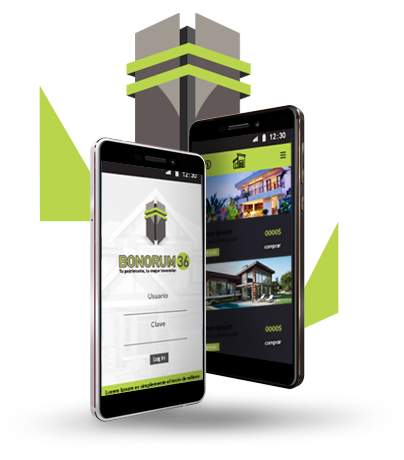 12:30
BONORUM 36
Tu patrimonio, tu mejor inversión
Usuario
Clave
Log In
Lorem Ipsum es simplemente el texto de relleno
12:30
0000$
comprar
0000$
comprar